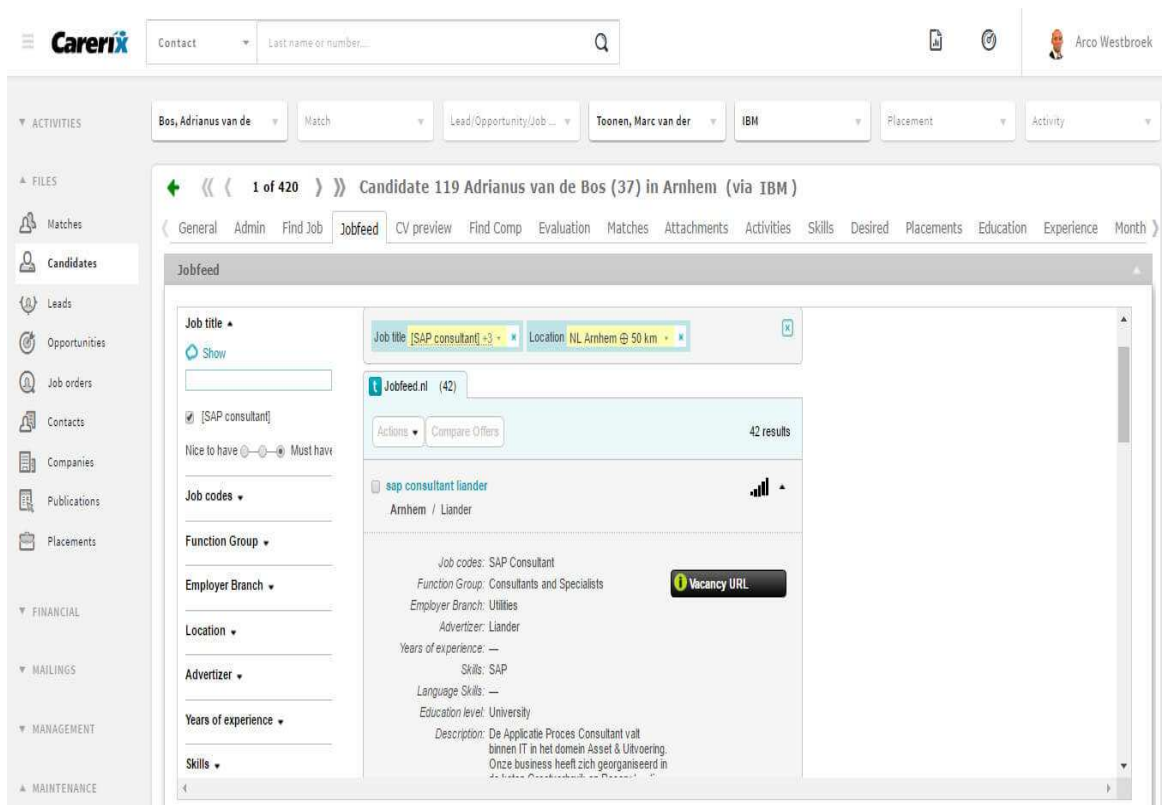 Carerix
Contact
Last name or number....
Arco Westbroek
ACTIVITIES
Bos, Adrianus van de
Match
Lead/Opportunity/Job ...
Toonen, Marc van der
IBM
Placement
Activity
FILES
1 of 420
Candidate 119 Adrianus van de Bos (37) in Arnhem (via IBM)
Matches
General Admin Find Job Jobfeed CV preview Find Comp Evaluation Matches Attachments Activities Skills Desired Placements Education Experience Month
Candidates
Jobfeed
Leads
Opportunities
Job orders
Contacts
Companies
Publications
Placements
FINANCIAL
MAILINGS
MANAGEMENT
MAINTENANCE
Job title
Show
[SAP consultant]
Nice to have Must have
Job codes
Function Group
Employer Branch
Location
Advertizer
Years of experience
Skills
Job title [SAP consultant] +3 x Location NL Arnhem ⊕ 50 km x
x
t Jobfeed.nl (42)
Actions Compare Offers
42 results
sap consultant liander
Arnhem / Liander
Job codes: SAP Consultant
Function Group: Consultants and Specialists
Vacancy URL
Employer Branch: Utilities
Advertizer: Liander
Years of experience: —
Skills: SAP
Language Skills: —
Education level: University
Description: De Applicatie Proces Consultant valt
binnen IT in het domein Asset & Uitvoering.
Onze business heeft zich georganiseerd in